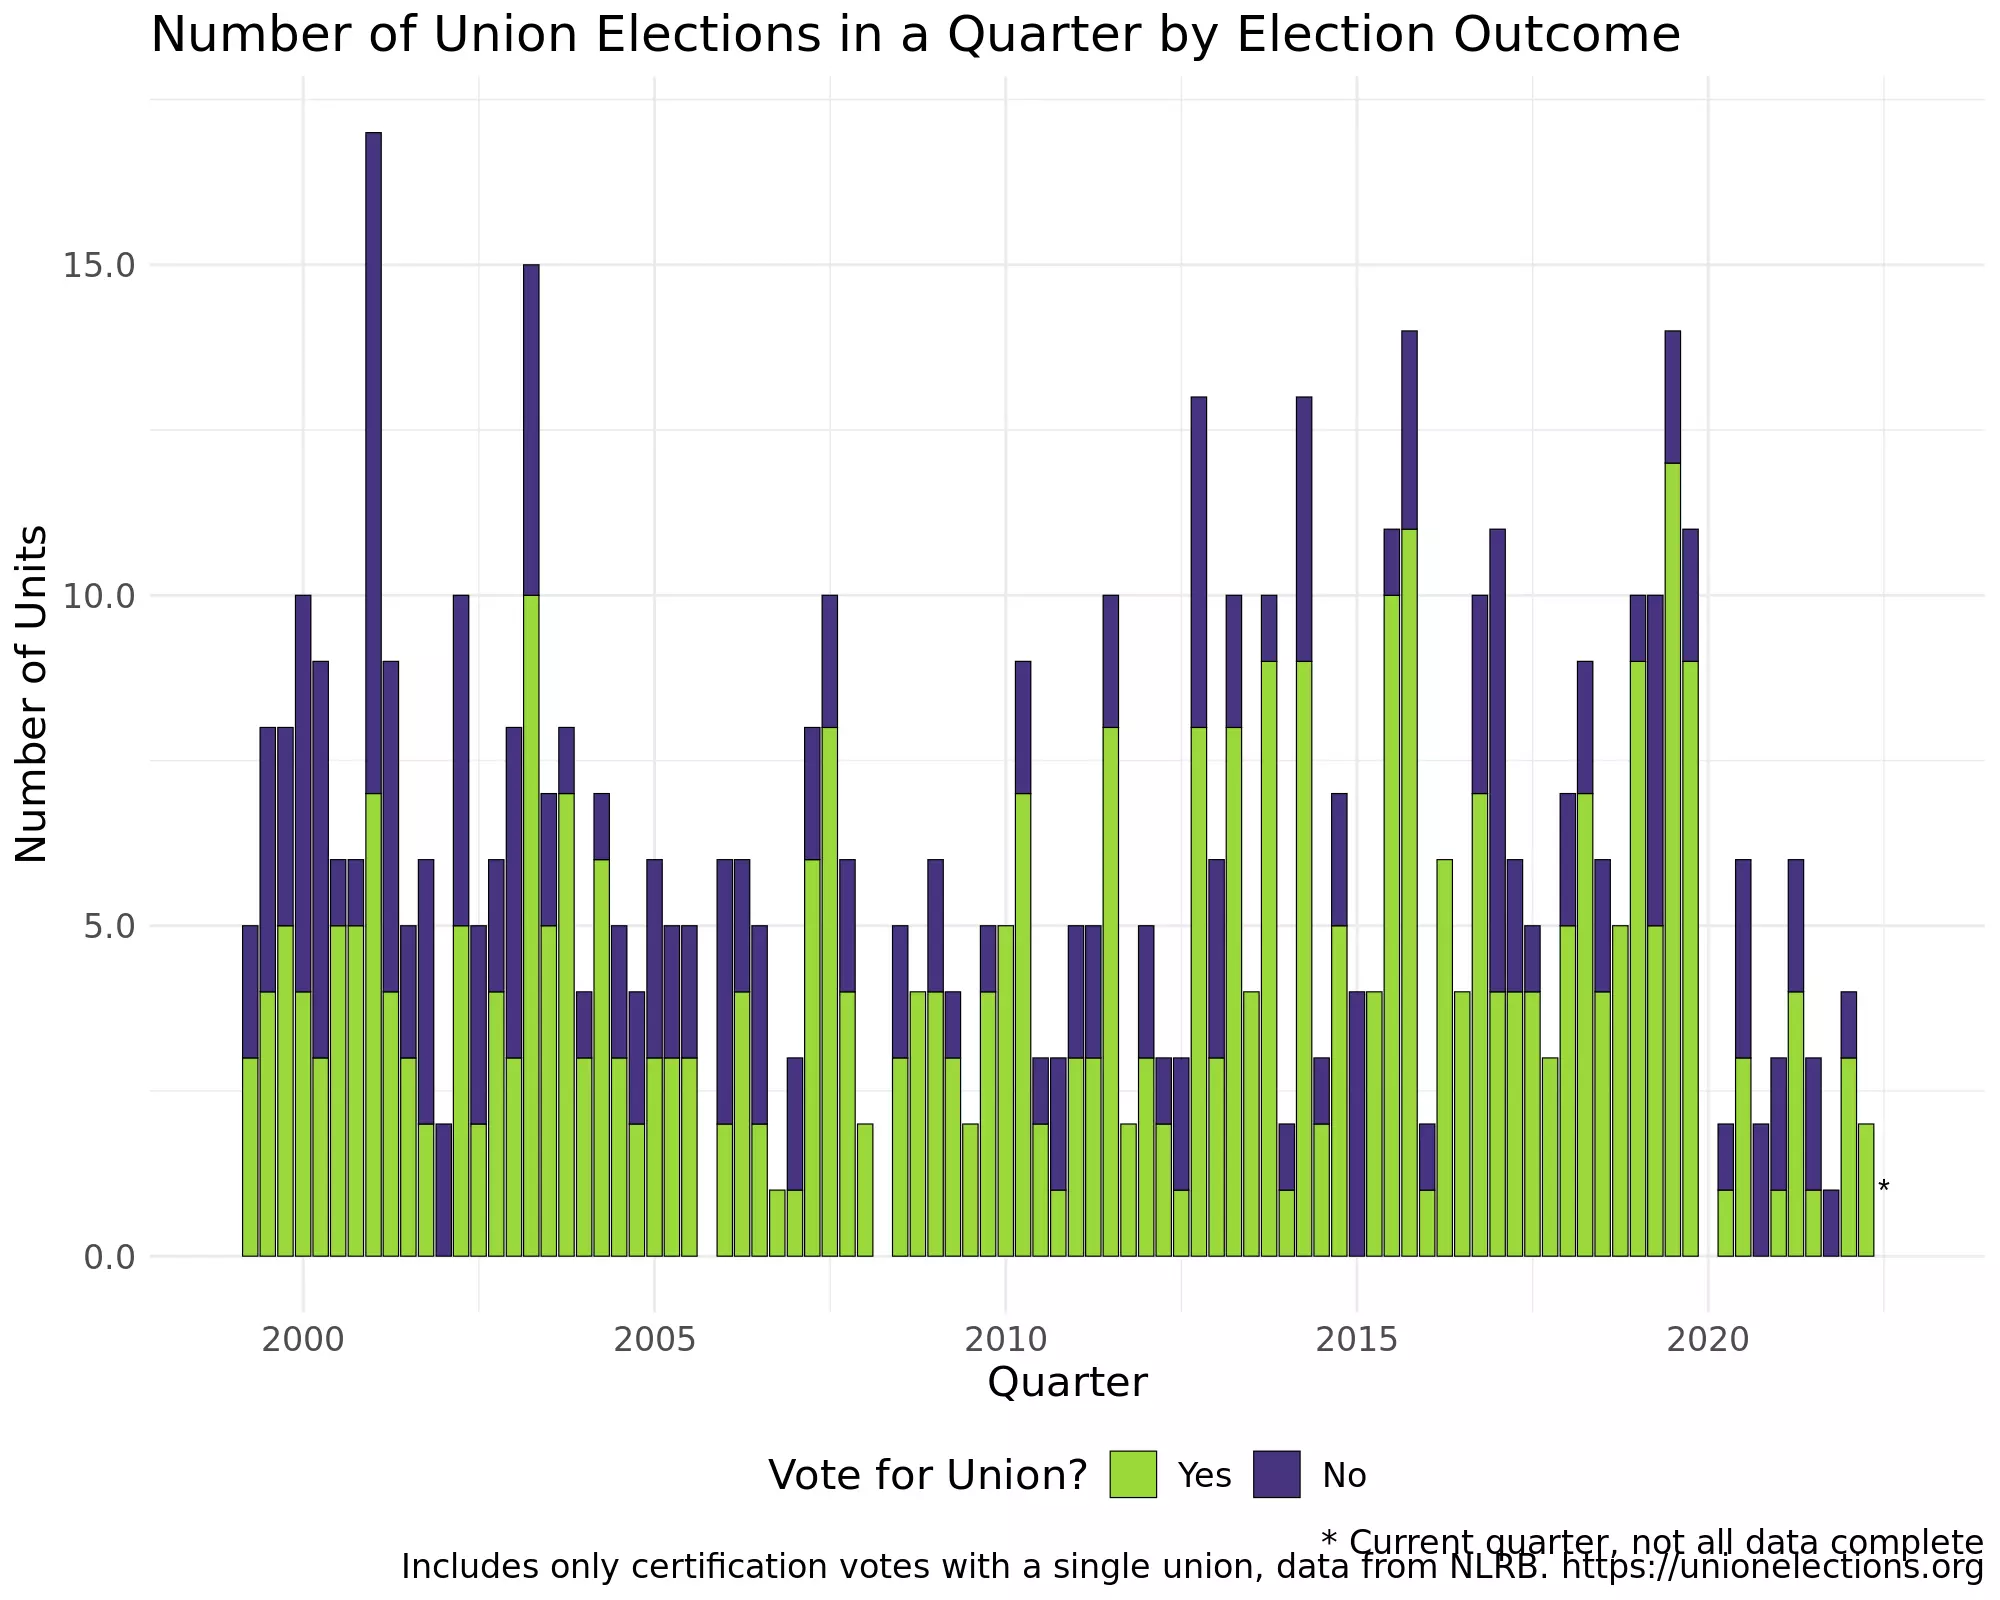 Number of Union Elections in a Quarter by Election Outcome
Number of Units
15.0
10.0
5.0
0.0
*
2000 2005 2010 2015 2020
Quarter
Vote for Union? Yes No
* Current quarter, not all data complete
Includes only certification votes with a single union, data from NLRB. https://unionelections.org